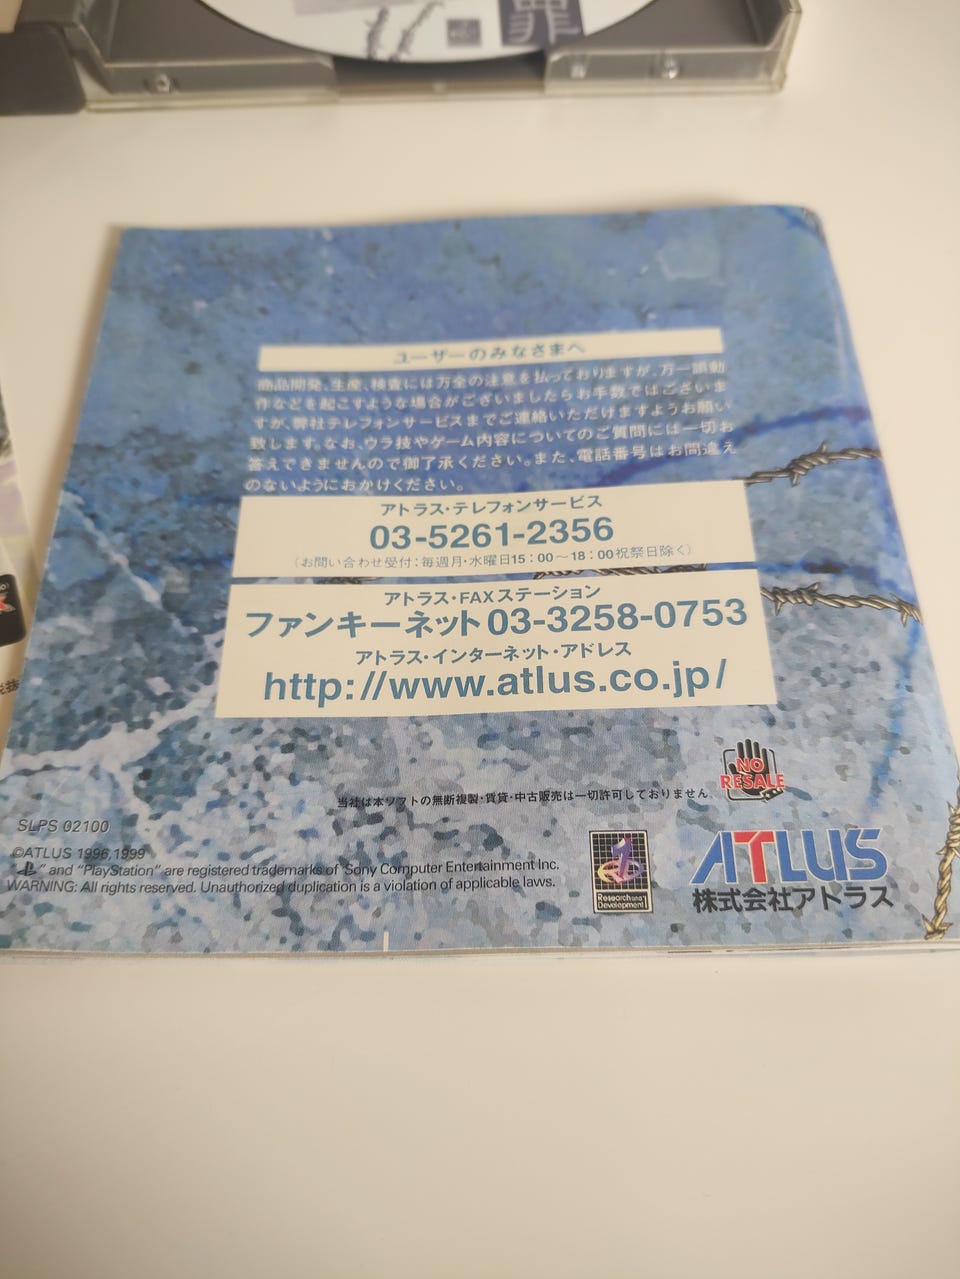 罪
ユーザーのみなさまへ
商品開発、生産、検査には万全の注意を払っておりますが、万一誤動
作などを起こすような場合がございましたらお手数ではございま
すが、弊社テレフォンサービスまでご連絡いただけますようお願い
致します。なお、ウラ技やゲーム内容についてのご質問には一切お
答えできませんので御了承ください。また、電話番号はお間違え
のないようにおかけください。
アトラス・テレフォンサービス
03-5261-2356
(お問い合わせ受付：毎週月・水曜日15：00〜18：00祝祭日除く)
アトラス・FAXステーション
ファンキーネット 03-3258-0753
アトラス・インターネット・アドレス
http://www.atlus.co.jp/
NO
RESALE
当社は本ソフトの無断複製・賃貸・中古販売は一切許可しておりません。
SLPS 02100
©ATLUS 1996,1999
" and "PlayStation" are registered trademarks of Sony Computer Entertainment Inc.
WARNING: All rights reserved. Unauthorized duplication is a violation of applicable laws.
Research and
Development 1
ATLUS
株式会社アトラス